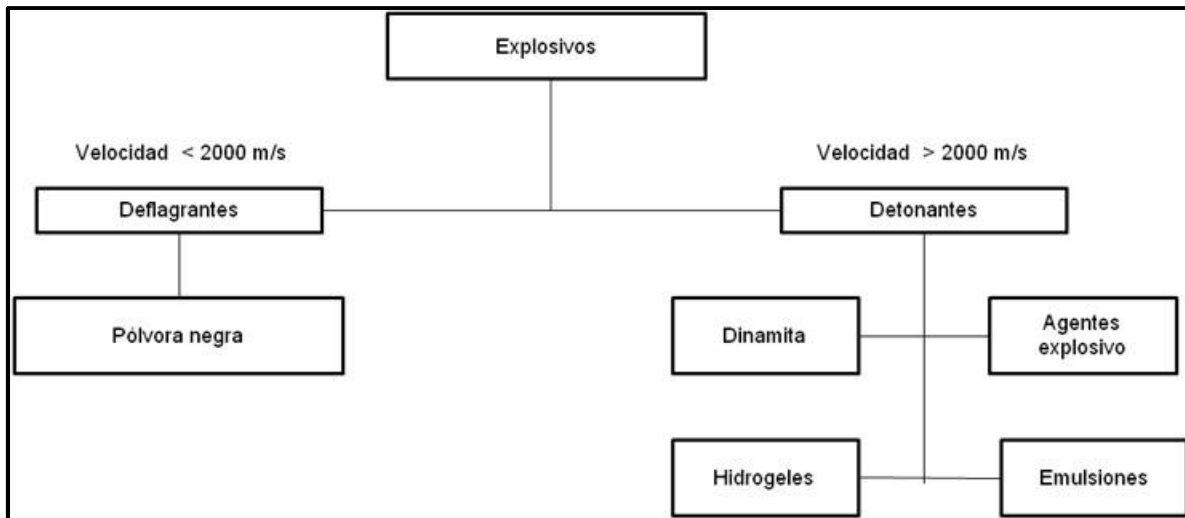 Explosivos
Velocidad < 2000 m/s
Velocidad > 2000 m/s
Deflagrantes
Detonantes
Pólvora negra
Dinamita
Agentes
explosivo
Hidrogeles
Emulsiones